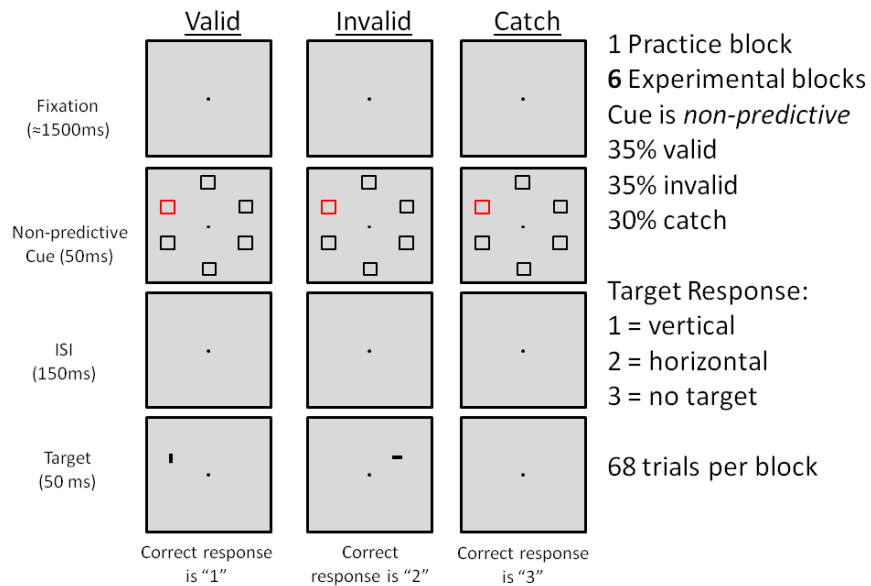 Valid
Invalid
Catch
Fixation
(≈1500ms)
Non-predictive
Cue (50ms)
ISI
(150ms)
Target
(50 ms)
Correct response
is “1”
Correct
response is “2”
Correct response
is “3”
1 Practice block
6 Experimental blocks
Cue is non-predictive
35% valid
35% invalid
30% catch
Target Response:
1 = vertical
2 = horizontal
3 = no target
68 trials per block